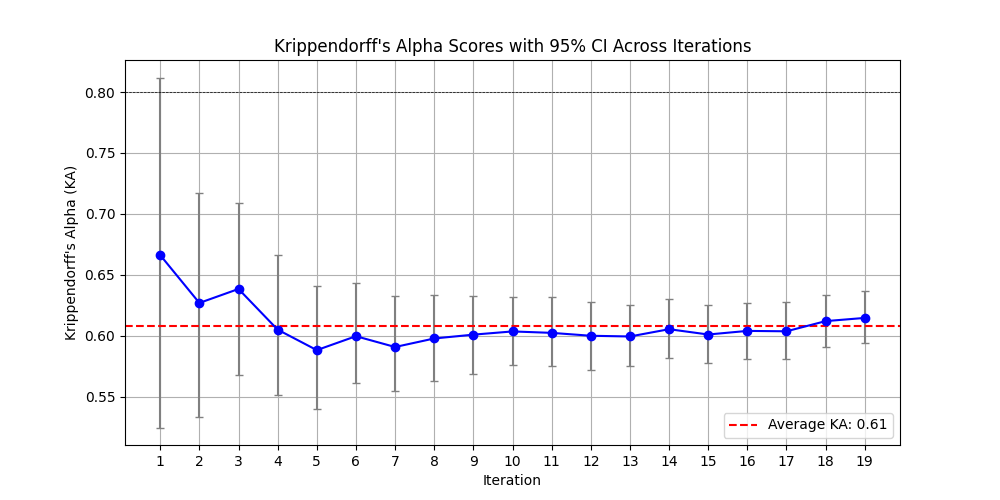 Krippendorff's Alpha Scores with 95% CI Across Iterations
Krippendorff's Alpha (KA)
0.80
0.75
0.70
0.65
0.60
0.55
Average KA: 0.61
1 2 3 4 5 6 7 8 9 10 11 12 13 14 15 16 17 18 19
Iteration